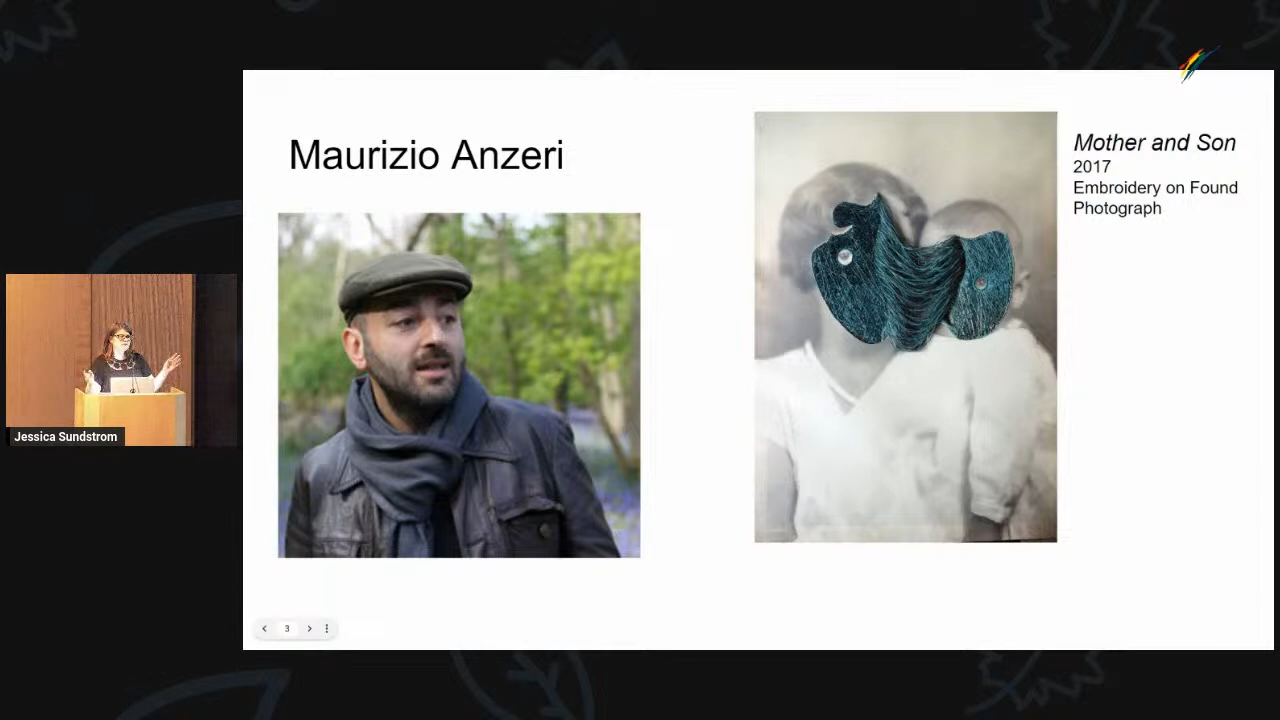 Maurizio Anzeri
Mother and Son
2017
Embroidery on Found
Photograph
Jessica Sundstrom
3